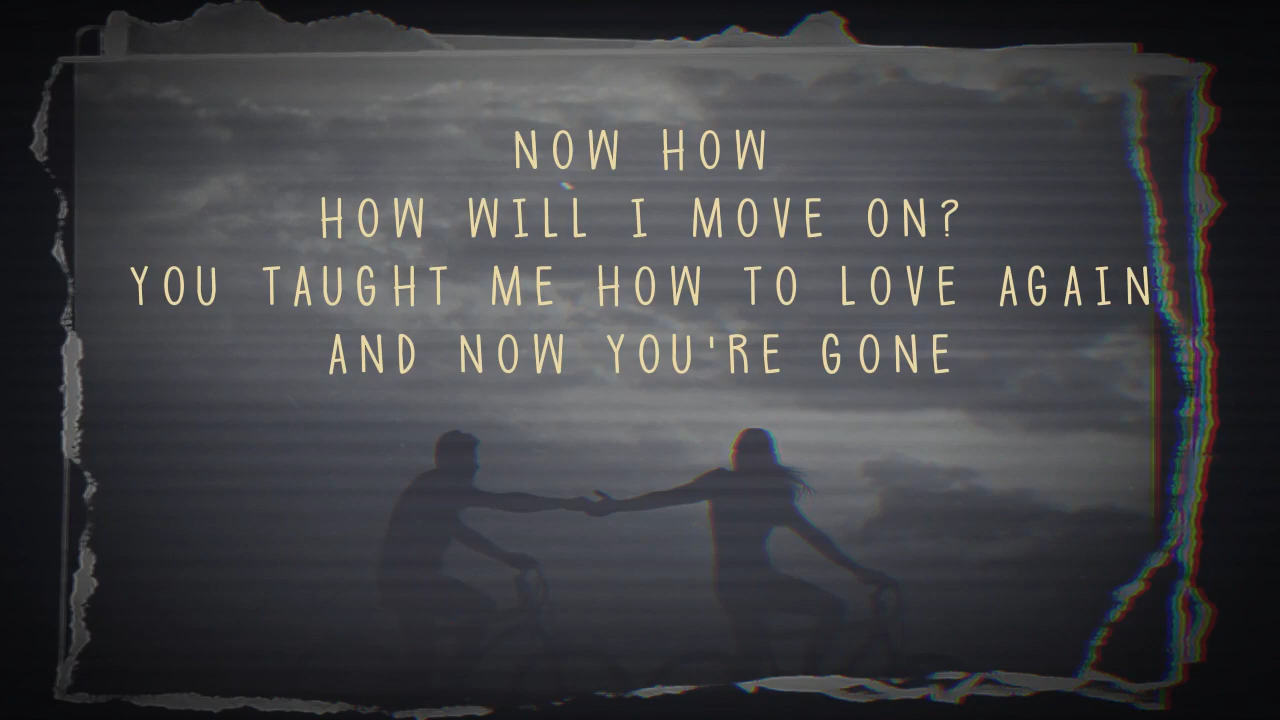 NOW HOW
HOW WILL I MOVE ON?
YOU TAUGHT ME HOW TO LOVE AGAIN
AND NOW YOU'RE GONE